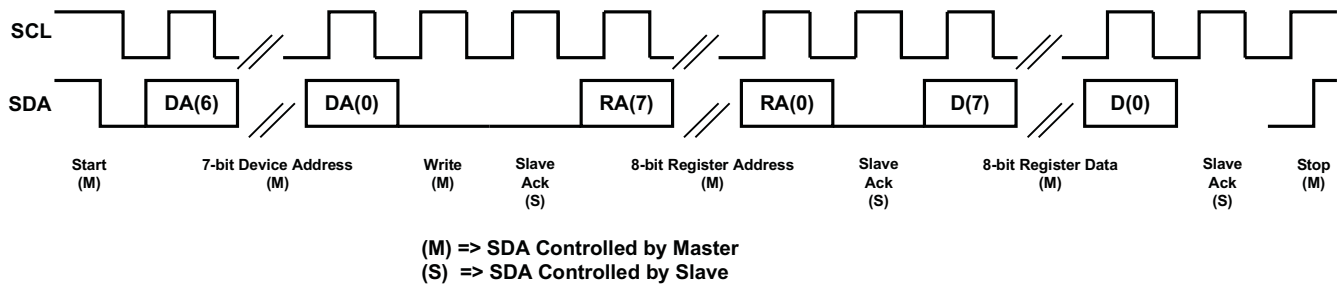 SCL
SDA
DA(6)
DA(0)
RA(7)
RA(0)
D(7)
D(0)
Start
(M)
7-bit Device Address
(M)
Write
(M)
Slave
Ack
(S)
8-bit Register Address
(M)
Slave
Ack
(S)
8-bit Register Data
(M)
Slave
Ack
(S)
Stop
(M)
(M) => SDA Controlled by Master
(S) => SDA Controlled by Slave